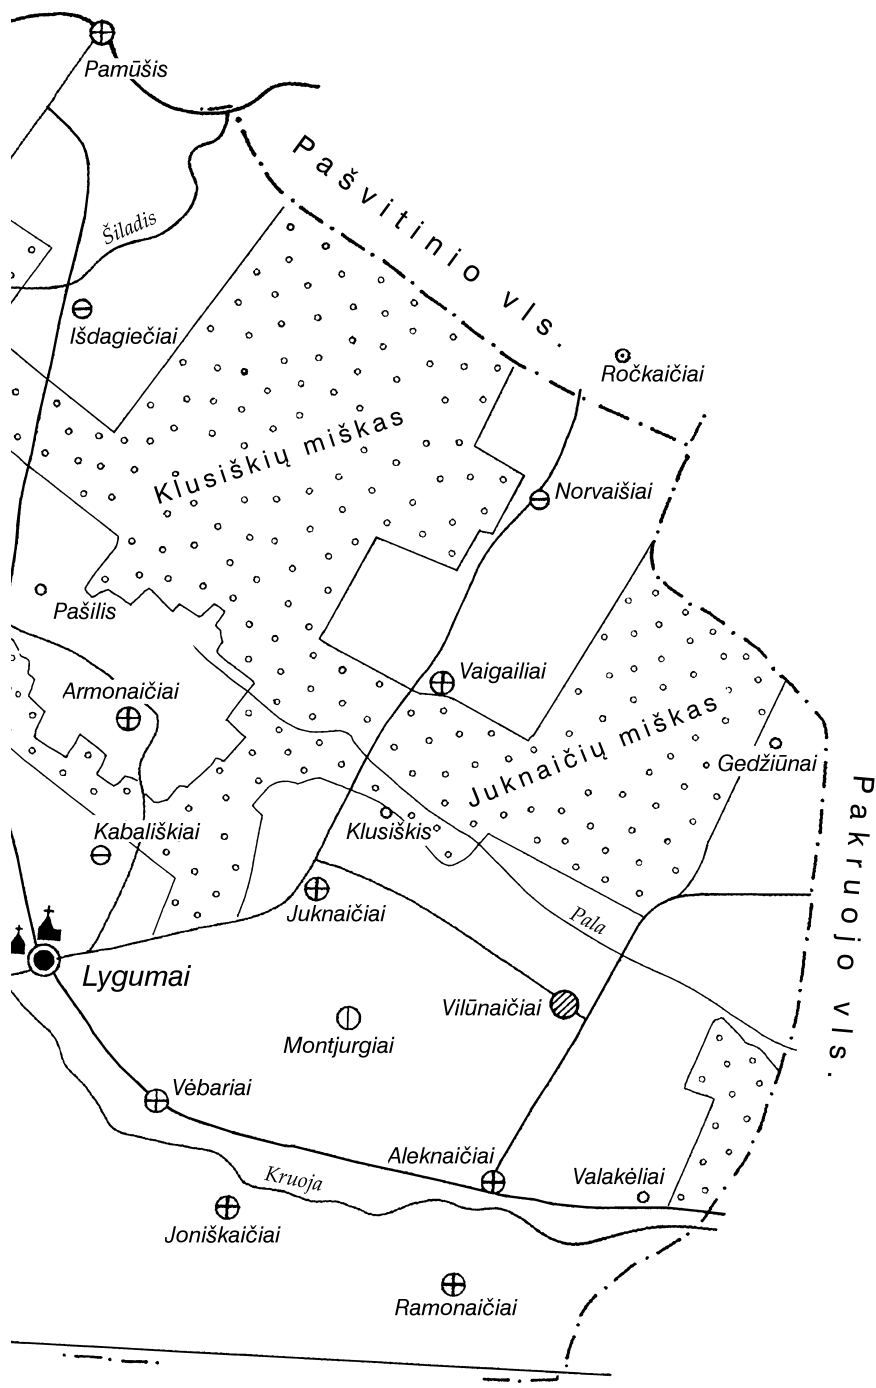 Pamūšis
Pašvitinio vls.
Šiladis
Išdagiečiai
Ročkaičiai
Klusiškių miškas
Norvaišiai
Pašilis
Vaigailiai
Armonaičiai
Juknaičių miškas
Gedžiūnai
Pakruojo vls.
Klusiškis
Kabališkiai
Juknaičiai
Pala
Lygumai
Vilūnaičiai
Montjurgiai
Vėbariai
Aleknaičiai
Valakėliai
Kruoja
Joniškaičiai
Ramonaičiai